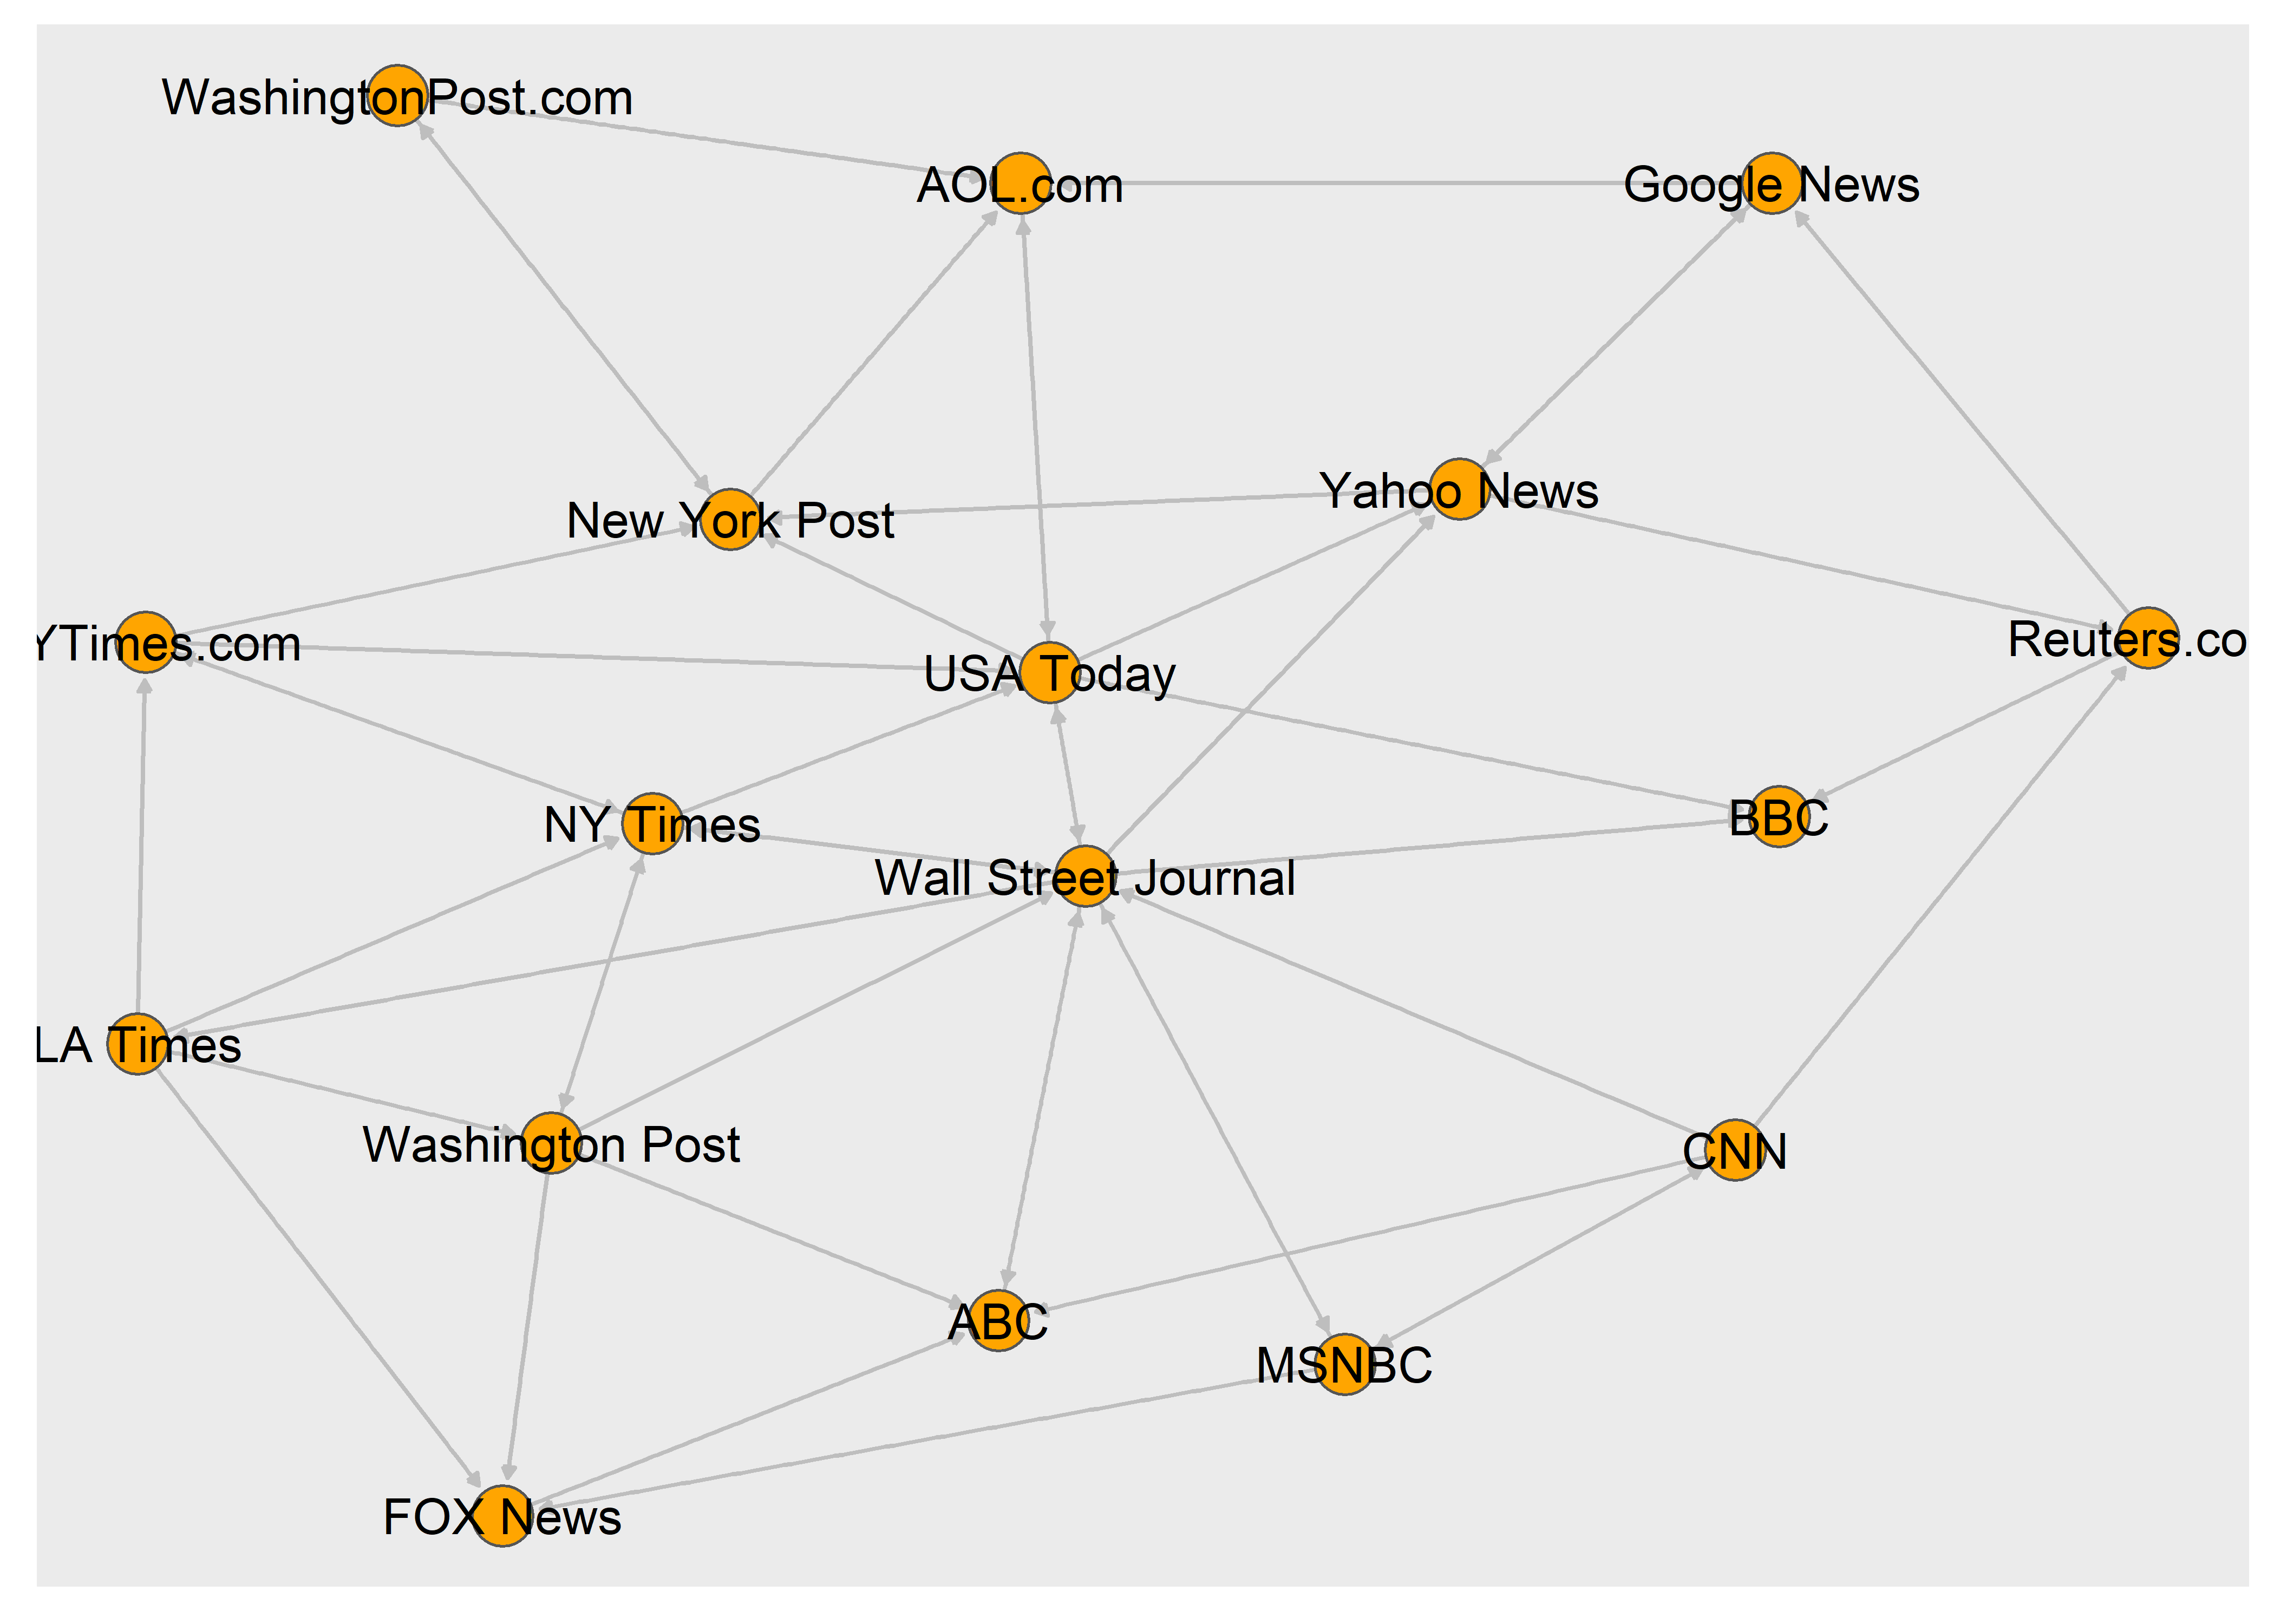 WashingtonPost.com
AOL.com
Google News
Yahoo News
New York Post
YTimes.com
Reuters.co
USA Today
BBC
NY Times
Wall Street Journal
LA Times
Washington Post
CNN
ABC
MSNBC
FOX News